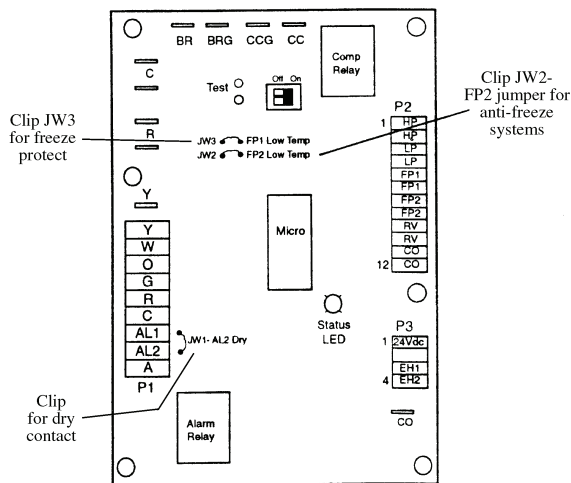 BR BRG CCG CC
Comp
Relay
C
Test
Off On
Clip JW2-
FP2 jumper for
anti-freeze
systems
Clip JW3
for freeze
protect
R
JW3 FP1 Low Temp
JW2 FP2 Low Temp
P2
1 HP
HP
LP
LP
FP1
FP1
FP2
FP2
RV
RV
CO
12 CO
Y
Y
W
O
G
R
C
AL1
AL2
A
P1
JW1- AL2 Dry
Micro
Status
LED
P3
1 24Vdc
EH1
4 EH2
CO
Clip
for dry
contact
Alarm
Relay